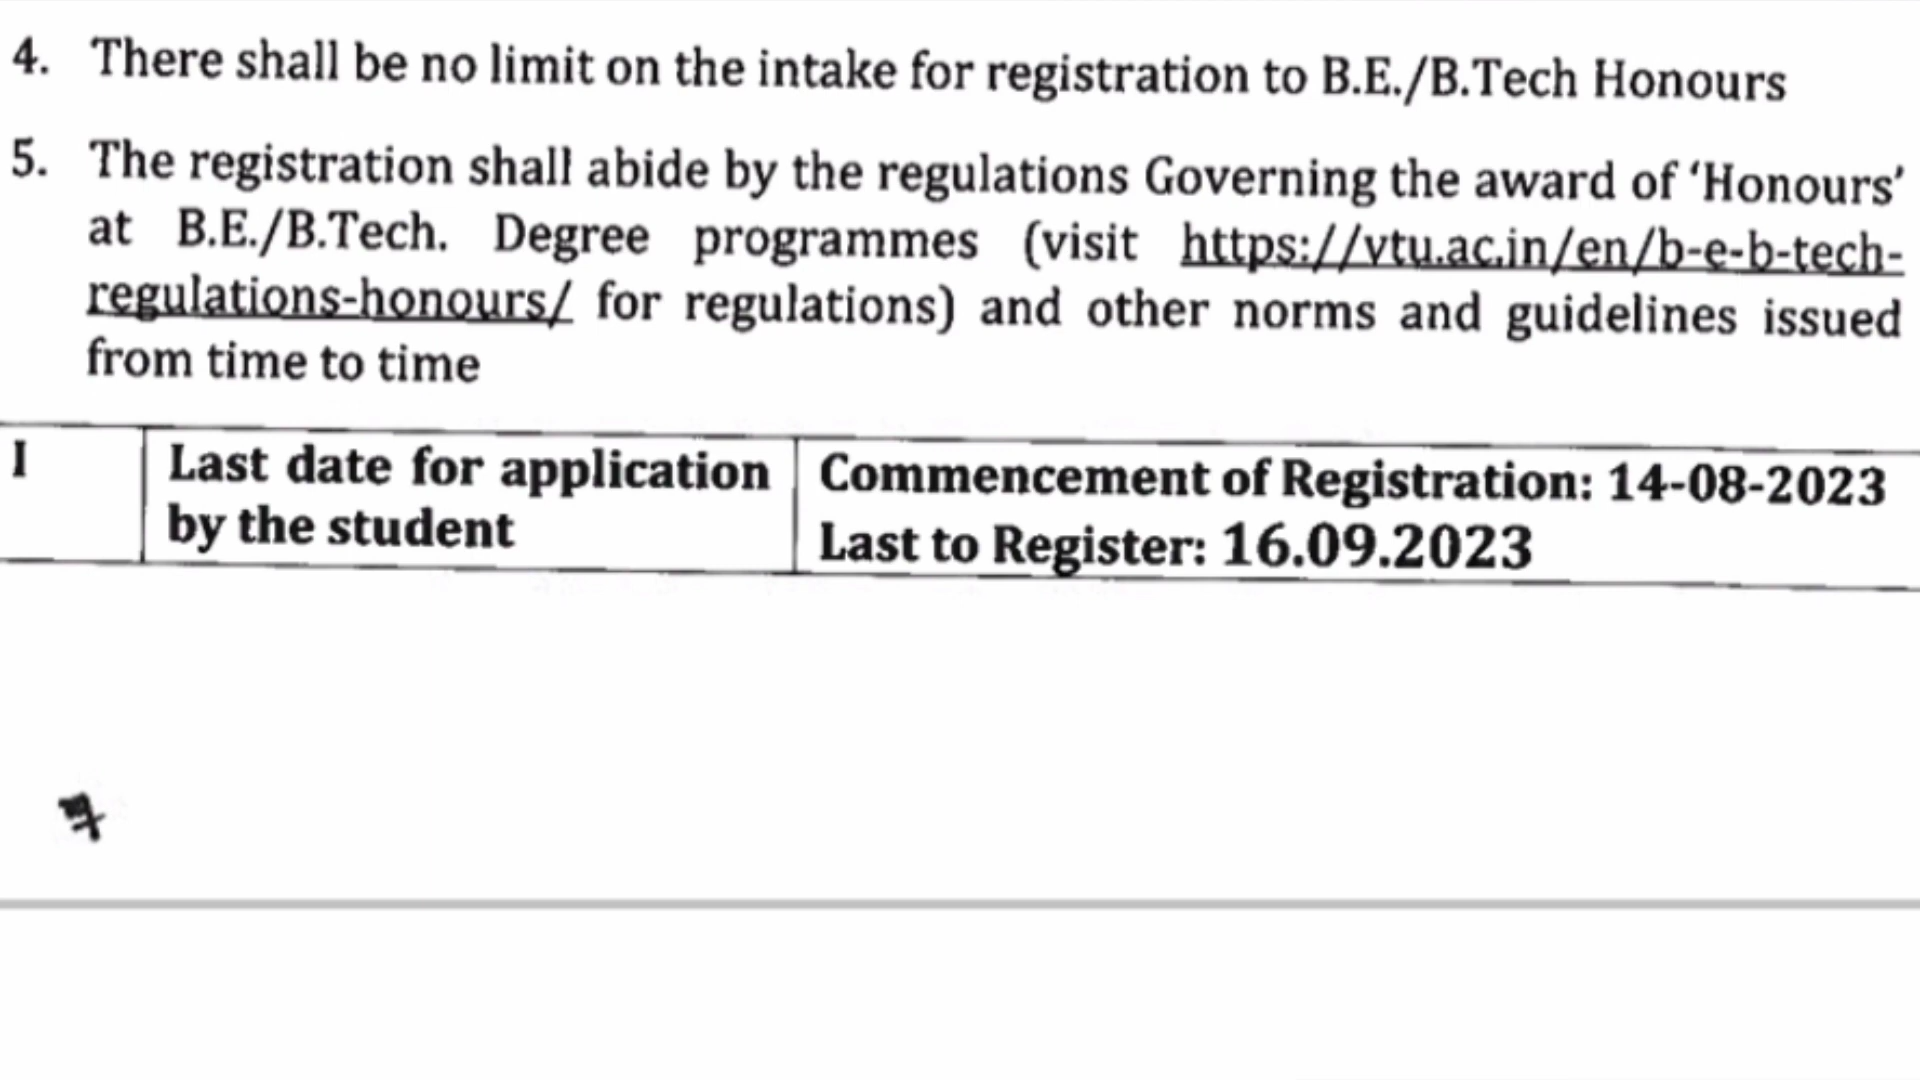 4. There shall be no limit on the intake for registration to B.E./B.Tech Honours
5. The registration shall abide by the regulations Governing the award of ‘Honours’
at B.E./B.Tech. Degree programmes (visit https://vtu.ac.in/en/b-e-b-tech-
regulations-honours/ for regulations) and other norms and guidelines issued
from time to time
I
Last date for application
by the student
Commencement of Registration: 14-08-2023
Last to Register: 16.09.2023